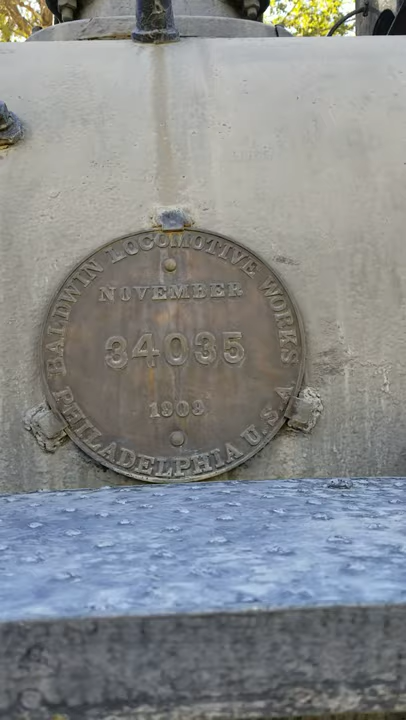 BALDWIN LOCOMOTIVE WORKS
NOVEMBER
34035
1909
PHILADELPHIA U.S.A.